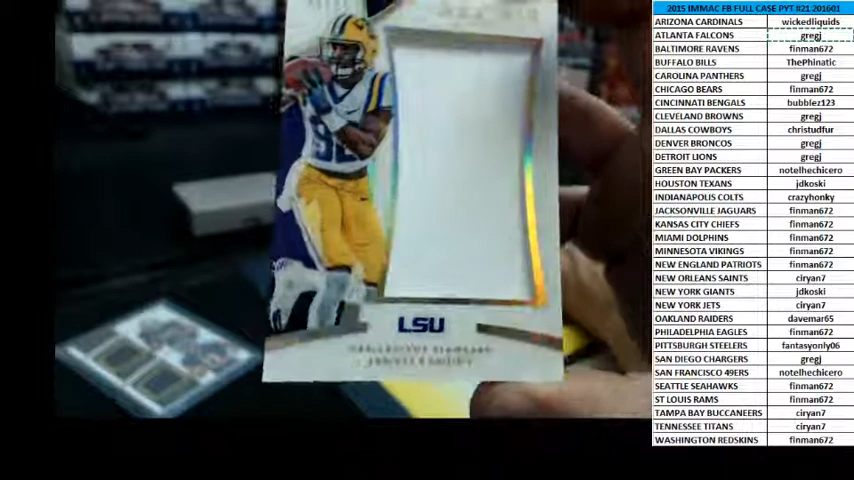 2015 IMMAC FB FULL CASE PYT #21 201601
ARIZONA CARDINALS wickedliquids
ATLANTA FALCONS gregj
BALTIMORE RAVENS finman672
BUFFALO BILLS ThePhinatic
CAROLINA PANTHERS gregj
CHICAGO BEARS finman672
CINCINNATI BENGALS bubblez123
CLEVELAND BROWNS gregj
DALLAS COWBOYS christudfur
DENVER BRONCOS gregj
DETROIT LIONS gregj
GREEN BAY PACKERS notelhechicero
HOUSTON TEXANS jdkoski
INDIANAPOLIS COLTS crazyhonky
JACKSONVILLE JAGUARS finman672
KANSAS CITY CHIEFS finman672
MIAMI DOLPHINS finman672
MINNESOTA VIKINGS finman672
NEW ENGLAND PATRIOTS finman672
NEW ORLEANS SAINTS ciryan7
NEW YORK GIANTS jdkoski
NEW YORK JETS ciryan7
OAKLAND RAIDERS davemar65
PHILADELPHIA EAGLES finman672
PITTSBURGH STEELERS fantasyonly06
SAN DIEGO CHARGERS gregj
SAN FRANCISCO 49ERS notelhechicero
SEATTLE SEAHAWKS finman672
ST LOUIS RAMS finman672
TAMPA BAY BUCCANEERS ciryan7
TENNESSEE TITANS ciryan7
WASHINGTON REDSKINS finman672
LSU